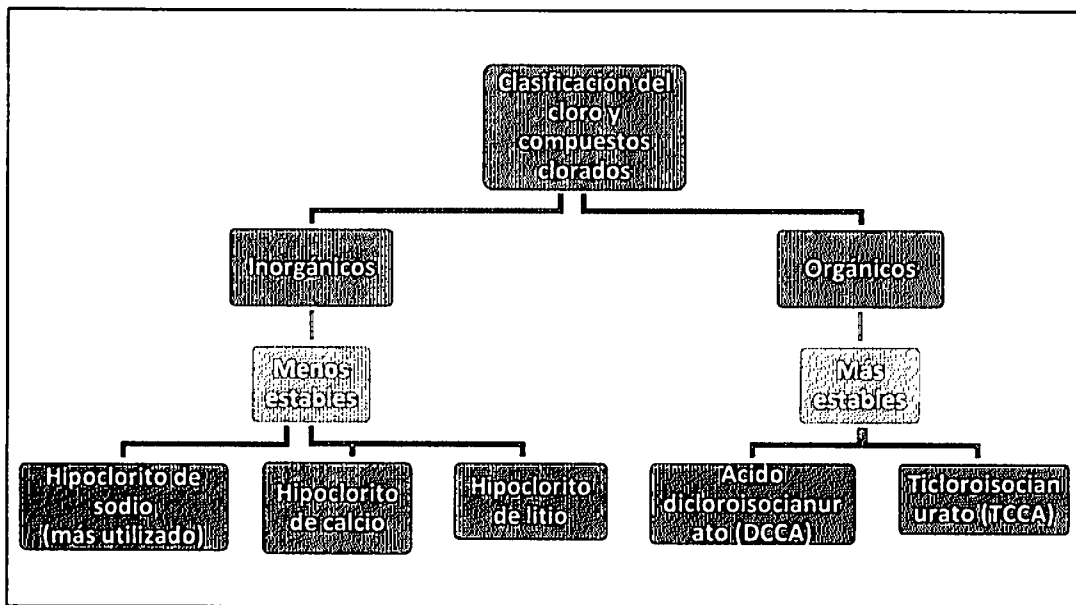 Clasificación del
cloro y
compuestos
clorados
Inorgánicos
Orgánicos
Menos
estables
Más
estables
Hipoclorito de
sodio
(más utilizado)
Hipoclorito
de calcio
Hipoclorito
de litio
Acido
dicloroisocianur
ato (DCCA)
Ticloroisocian
urato (TCCA)